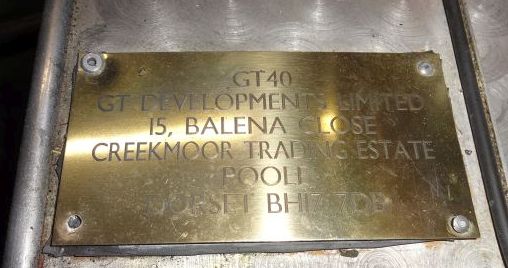 GT40
GT DEVELOPMENTS LIMITED
15, BALENA CLOSE
CREEKMOOR TRADING ESTATE
POOLE
DORSET BH17 7DB